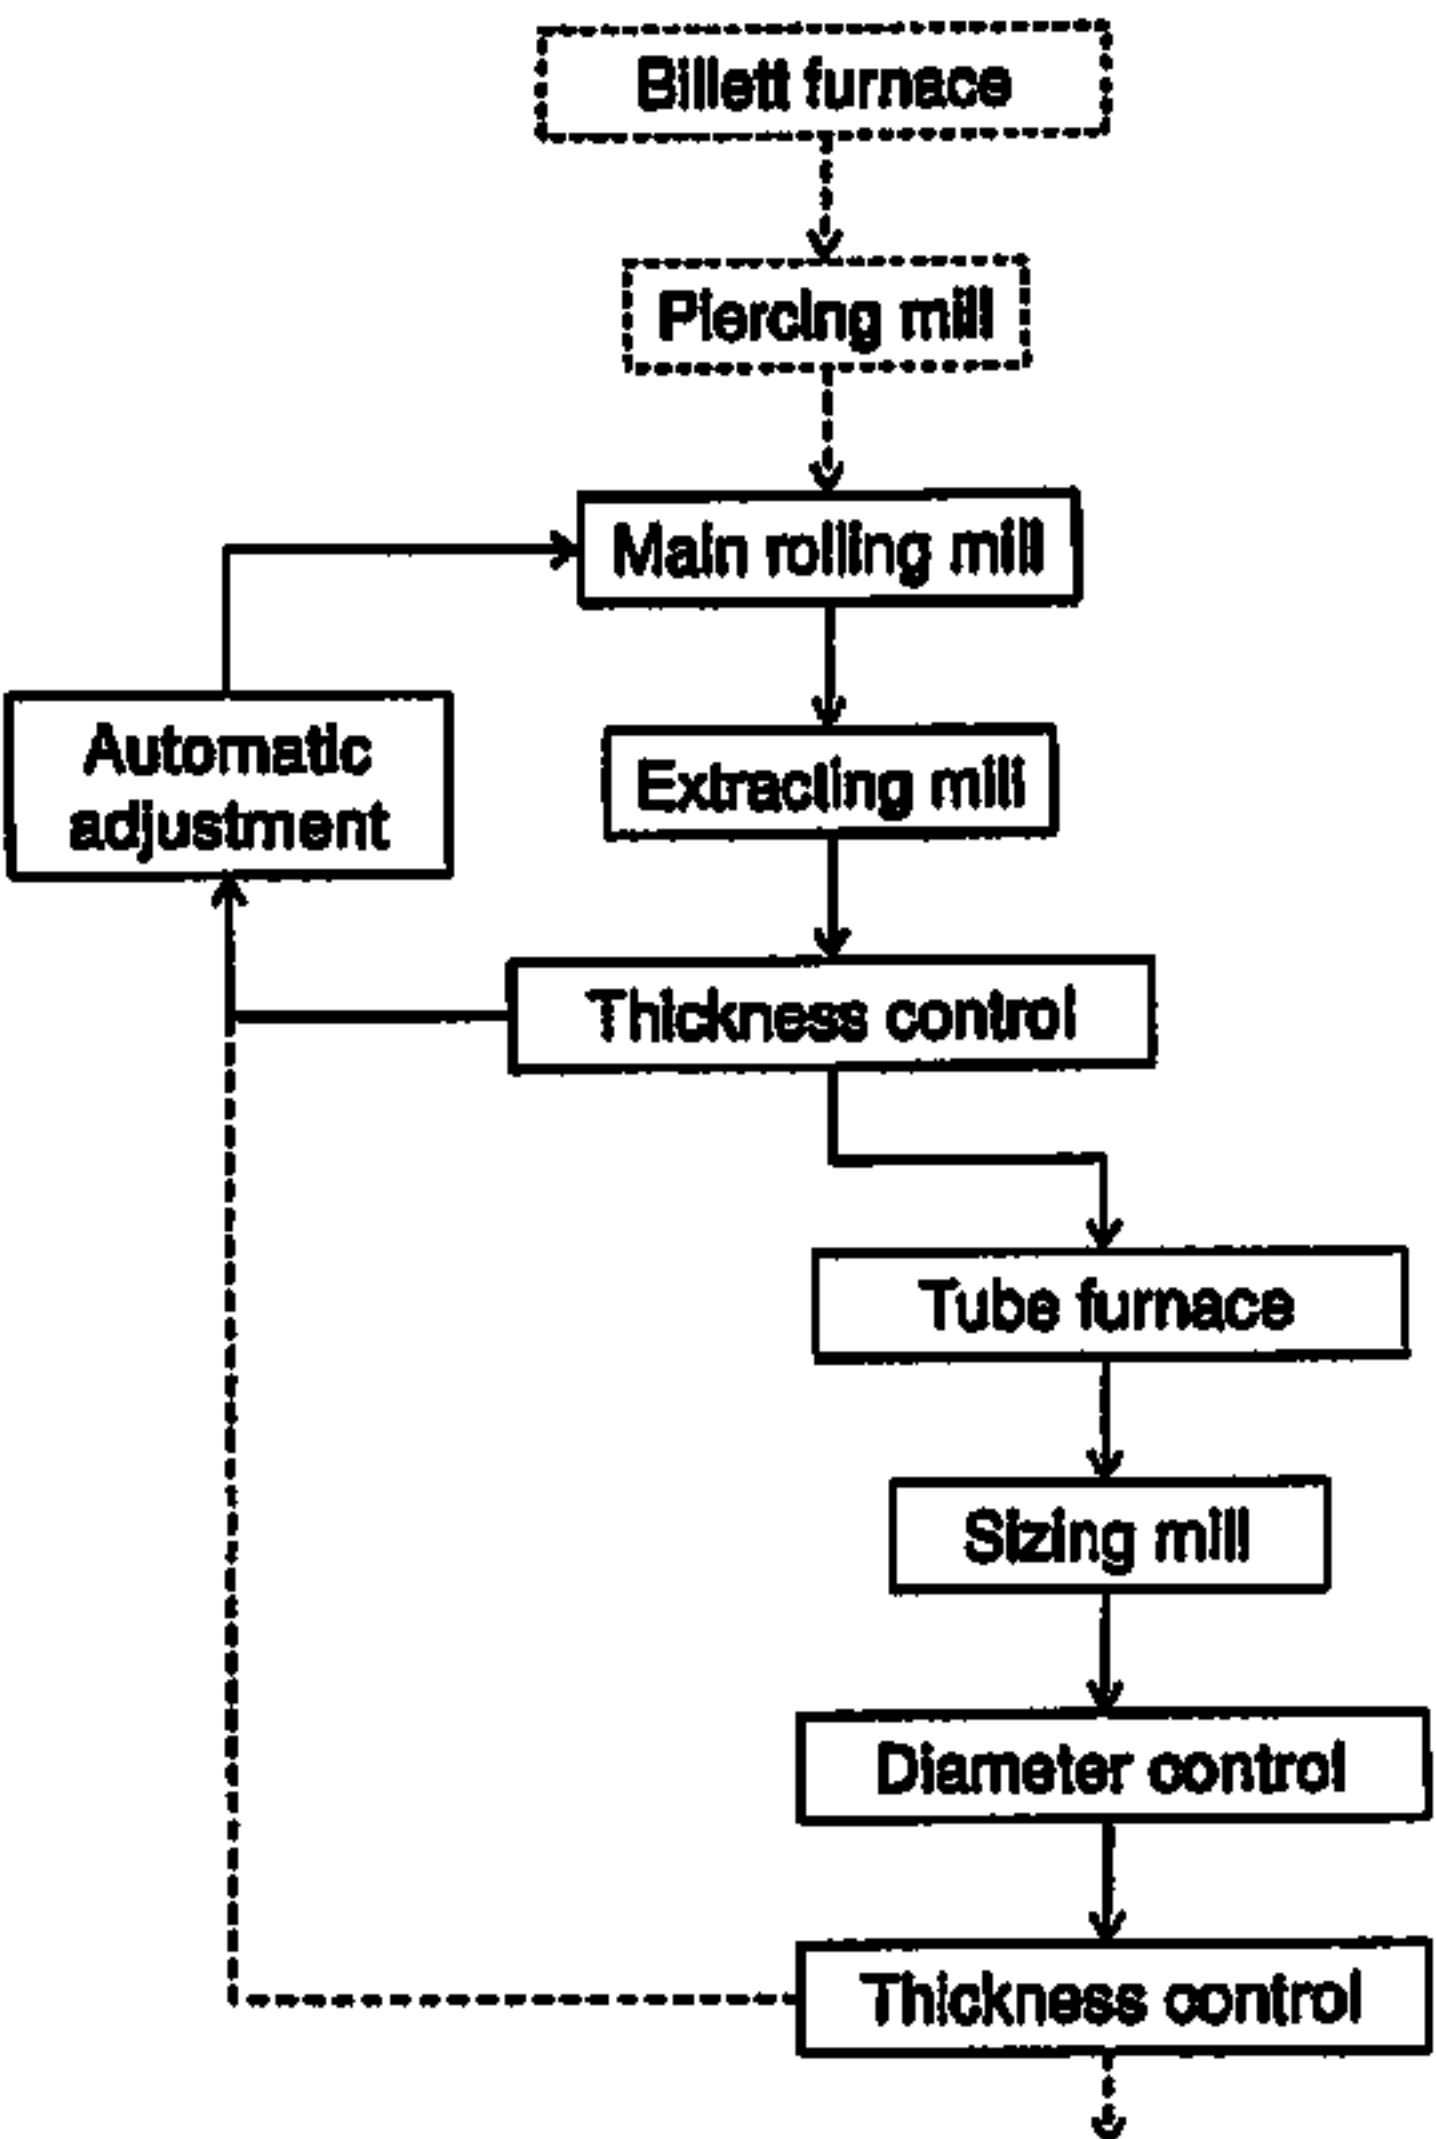 Billett furnace
Piercing mill
Main rolling mill
Automatic
adjustment
Extracting mill
Thickness control
Tube furnace
Sizing mill
Diameter control
Thickness control